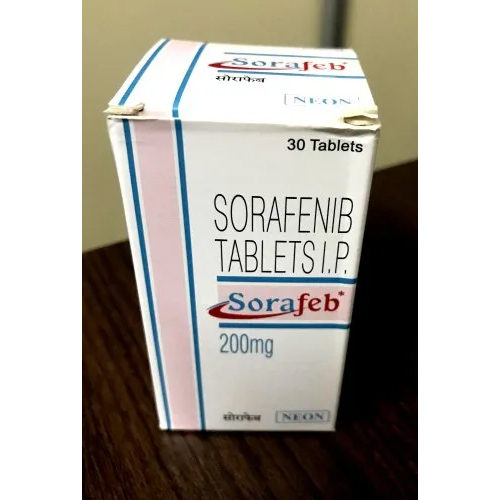 Sorafeb*
सोराफेब
NEON
30 Tablets
SORAFENIB
TABLETS I.P.
Sorafeb*
200mg
सोराफेब
NEON